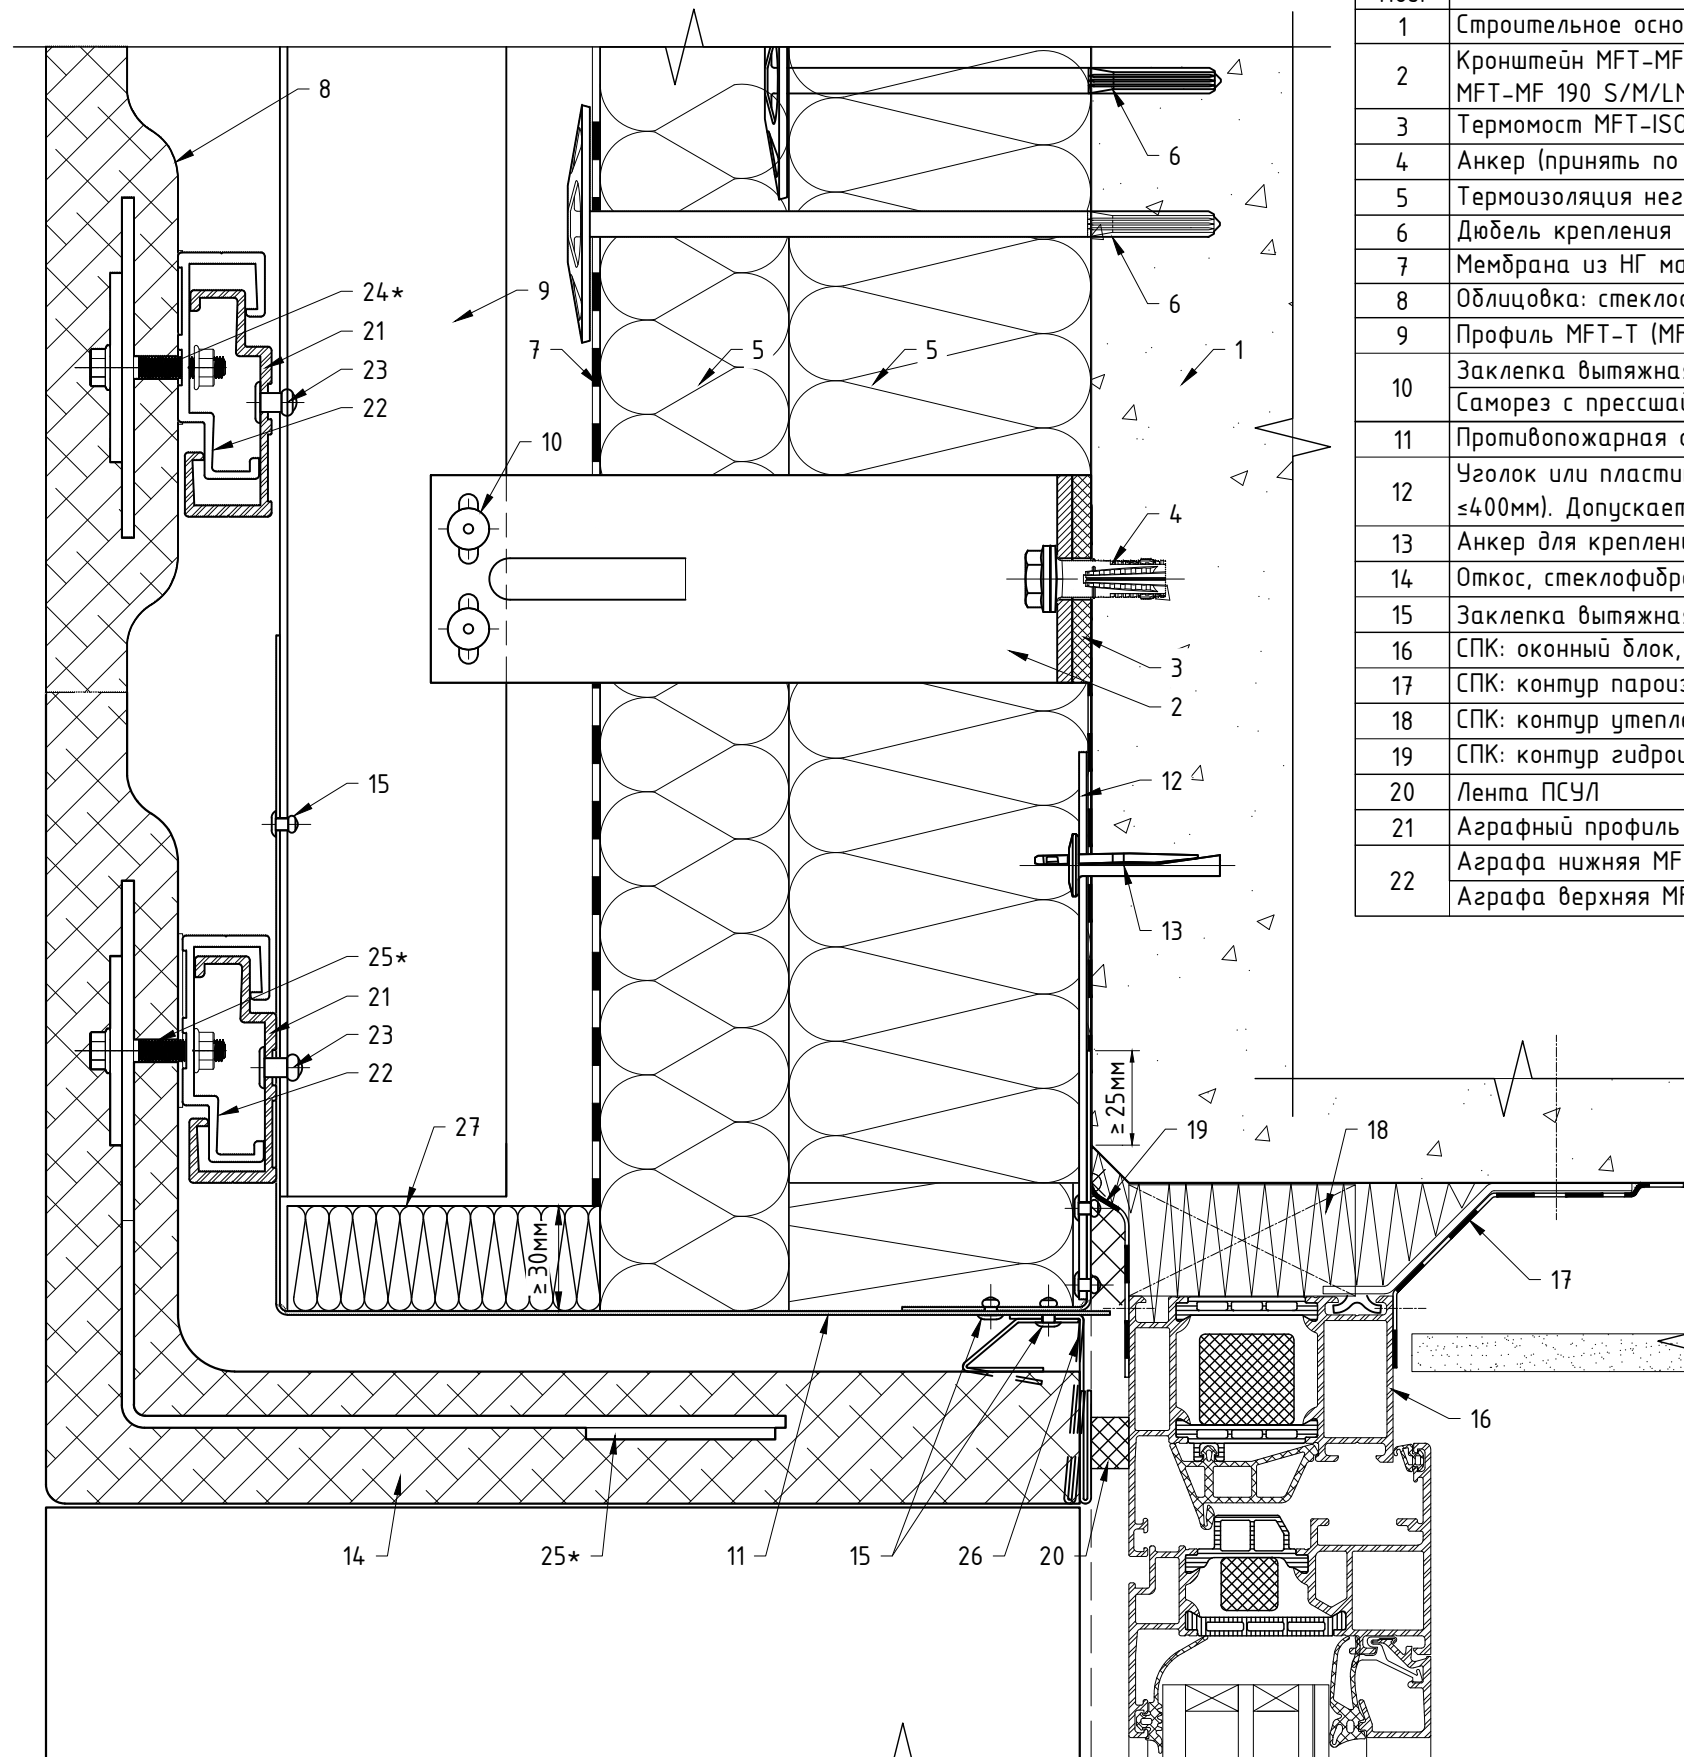 1 Строительное осно
2 Кронштейн MFT-MF
MFT-MF 190 S/M/L
3 Термомост MFT-ISO
4 Анкер (принять по
5 Термоизоляция нег
6 Дюбель крепления
7 Мембрана из НГ ма
8 Облицовка: стекло
9 Профиль MFT-T (MF
10 Заклепка вытяжная
Саморез с прессшай
11 Противопожарная
12 Уголок или пласти
≤400мм). Допускает
13 Анкер для креплени
14 Откос, стеклофибр
15 Заклепка вытяжная
16 СПК: оконный блок,
17 СПК: контур пароиз
18 СПК: контур утепл
19 СПК: контур гидрои
20 Лента ПСУЛ
21 Аграфный профиль
22 Аграфа нижняя MF
Аграфа верхняя MF
8
6
24*
9
6
21
7
5
5
1
23
22
10
4
3
2
15
12
13
25*
21
23
22
≥25мм
27
19
18
≥30мм
17
16
14
25*
11
15
26
20